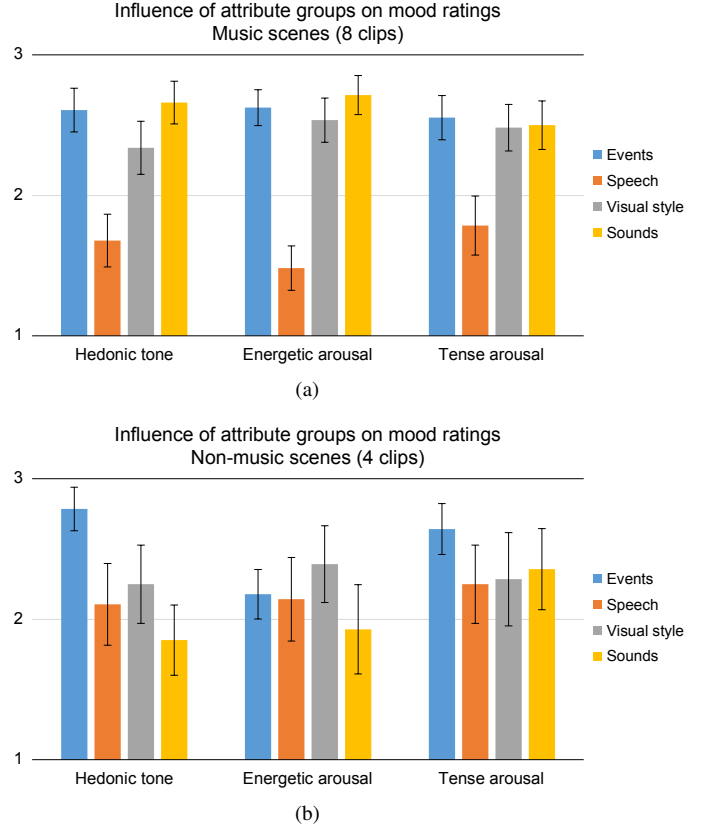 Influence of attribute groups on mood ratings
Music scenes (8 clips)
3
2
1
Hedonic tone
Energetic arousal
Tense arousal
Events
Speech
Visual style
Sounds
(a)
Influence of attribute groups on mood ratings
Non-music scenes (4 clips)
3
2
1
Hedonic tone
Energetic arousal
Tense arousal
Events
Speech
Visual style
Sounds
(b)